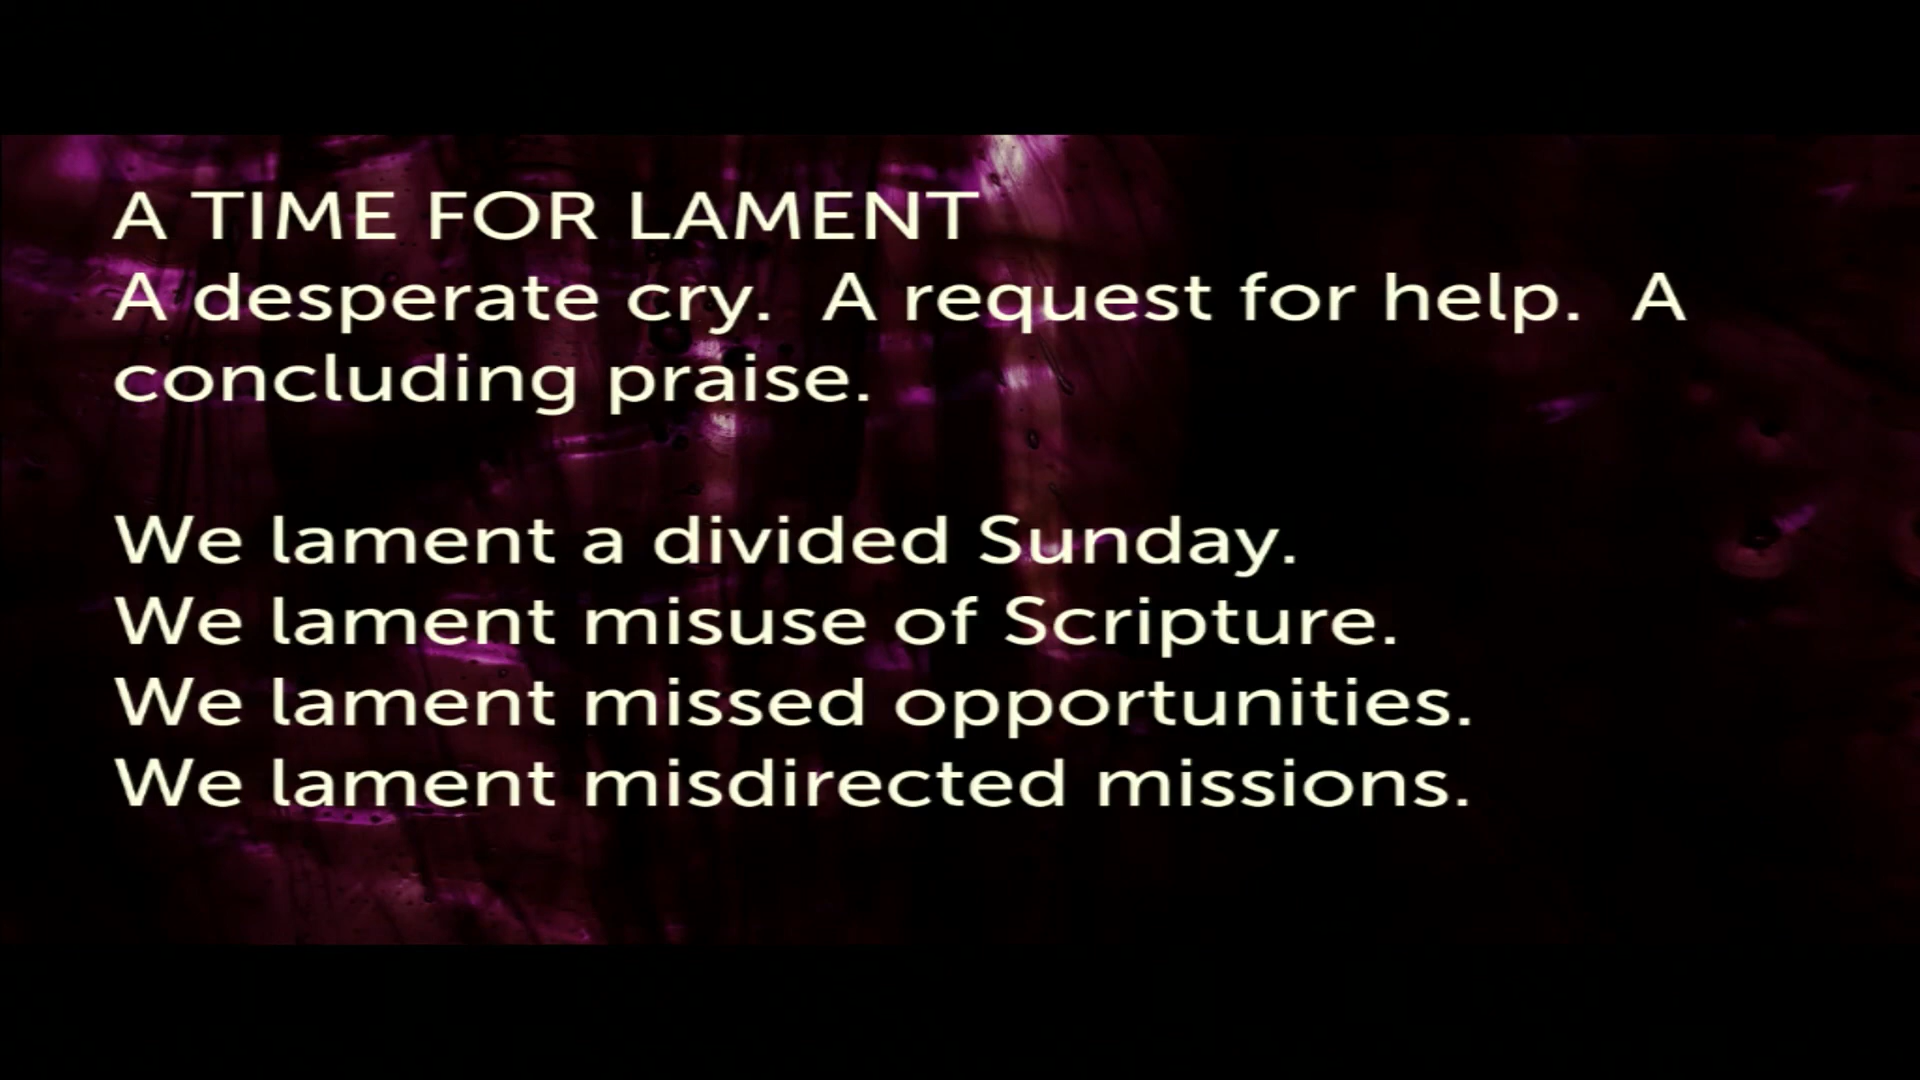 A TIME FOR LAMENT
A desperate cry.  A request for help.  A
concluding praise.
We lament a divided Sunday.
We lament misuse of Scripture.
We lament missed opportunities.
We lament misdirected missions.